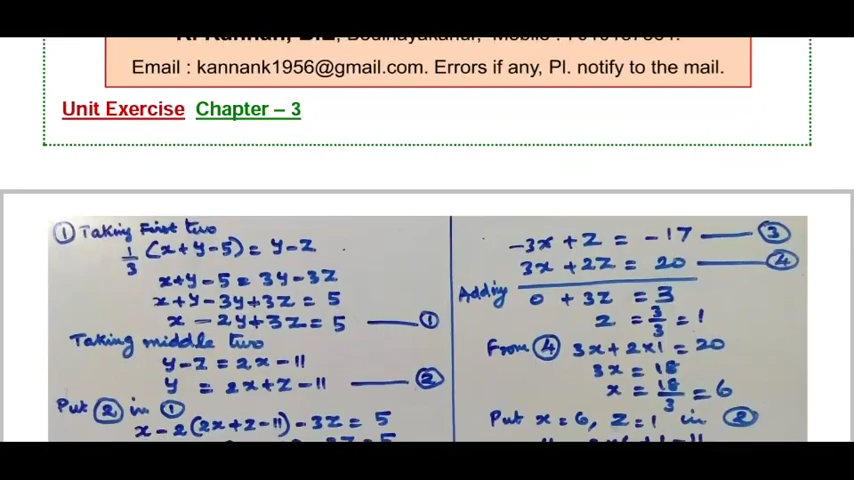 Email : kannank1956@gmail.com. Errors if any, Pl. notify to the mail.
Unit Exercise Chapter – 3
① Taking First two
1/3 (x+y-5) = y-z
x+y-5 = 3y-3z
x+y-3y+3z = 5
x - 2y+3z = 5 ——— ①
Taking middle two
y-z = 2x-11
y = 2x+z-11 ——— ②
Put ② in ①
x-2(2x+z-11)-3z = 5
-3x+z = -17 ——— ③
3x+2z = 20 ——— ④
Adding 0 + 3z = 3
z = 3/3 = 1
From ④ 3x+2x1 = 20
3x = 18
x = 18/3 = 6
Put x=6, z=1 in ②